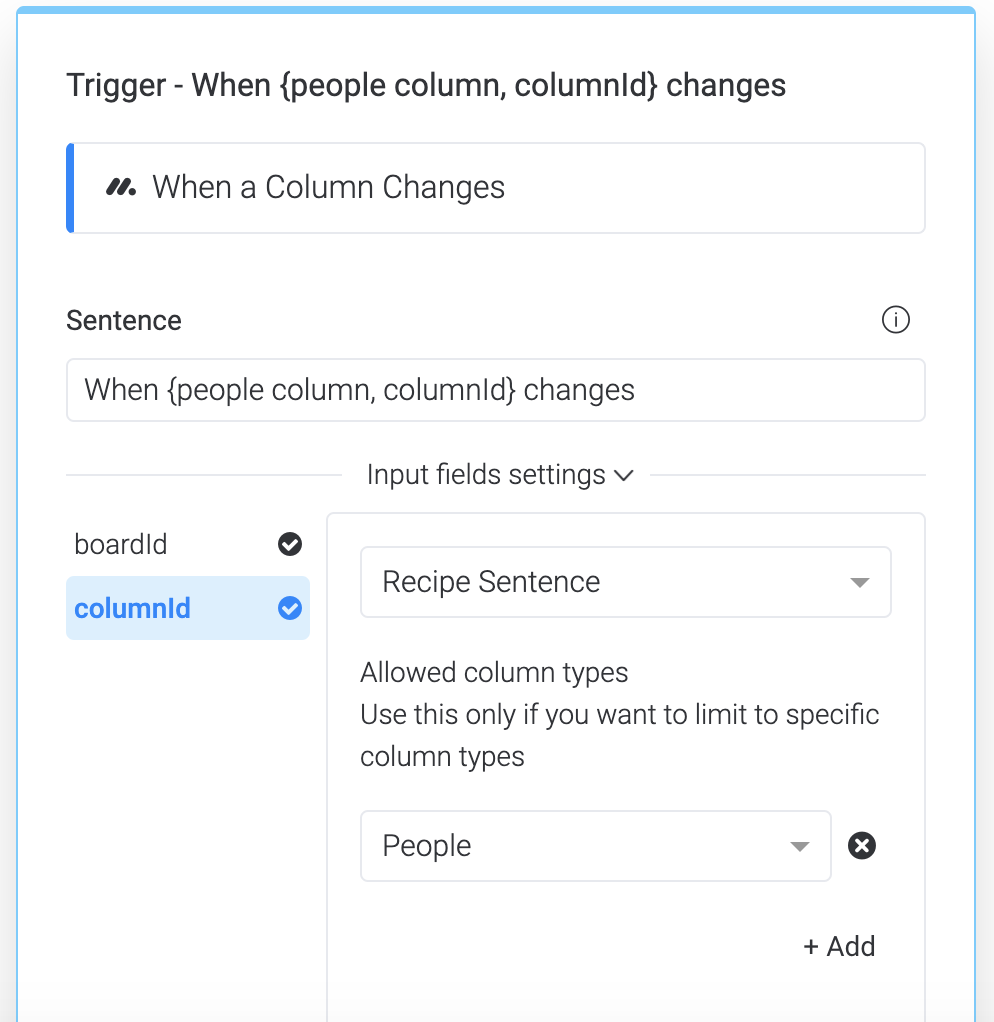 Trigger - When {people column, columnId} changes
When a Column Changes
Sentence
When {people column, columnId} changes
Input fields settings
boardId
columnId
Recipe Sentence
Allowed column types
Use this only if you want to limit to specific
column types
People
+ Add